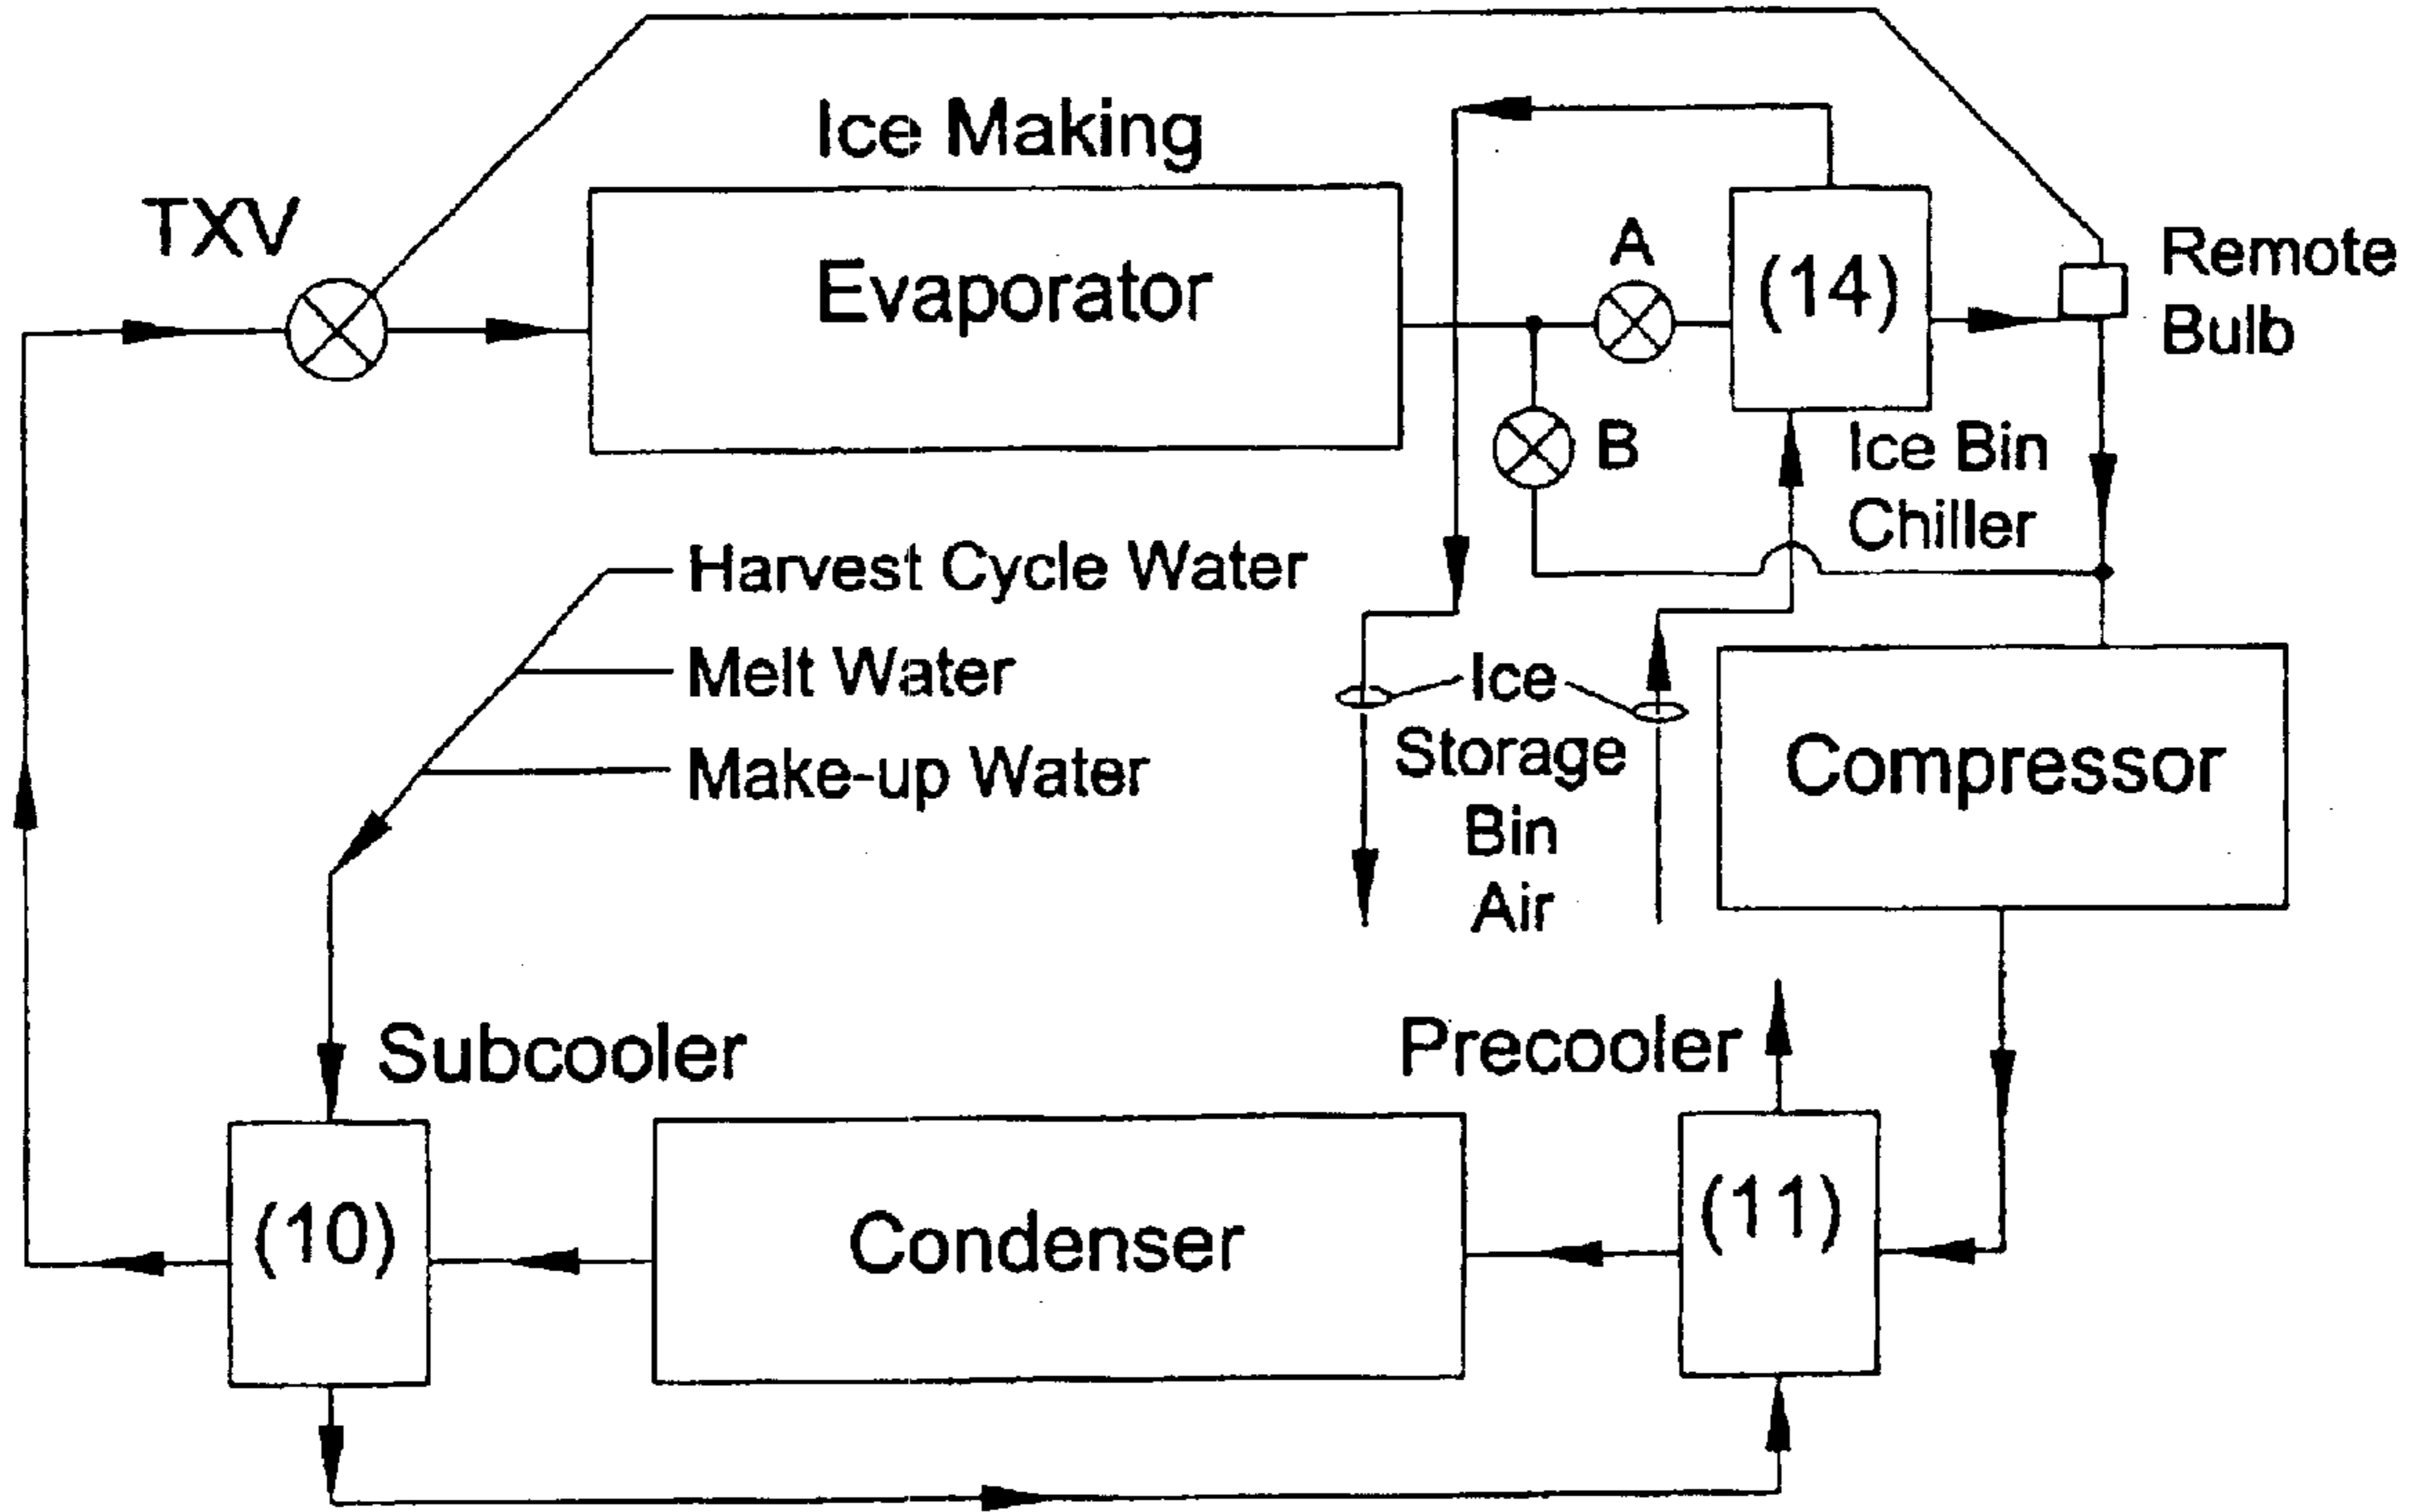 Ice Making
TXV
Evaporator
A
(14)
Remote
Bulb
B
Ice Bin
Chiller
Harvest Cycle Water
Melt Water
Make-up Water
Ice
Storage
Bin
Air
Compressor
Subcooler
Precooler
(10)
Condenser
(11)